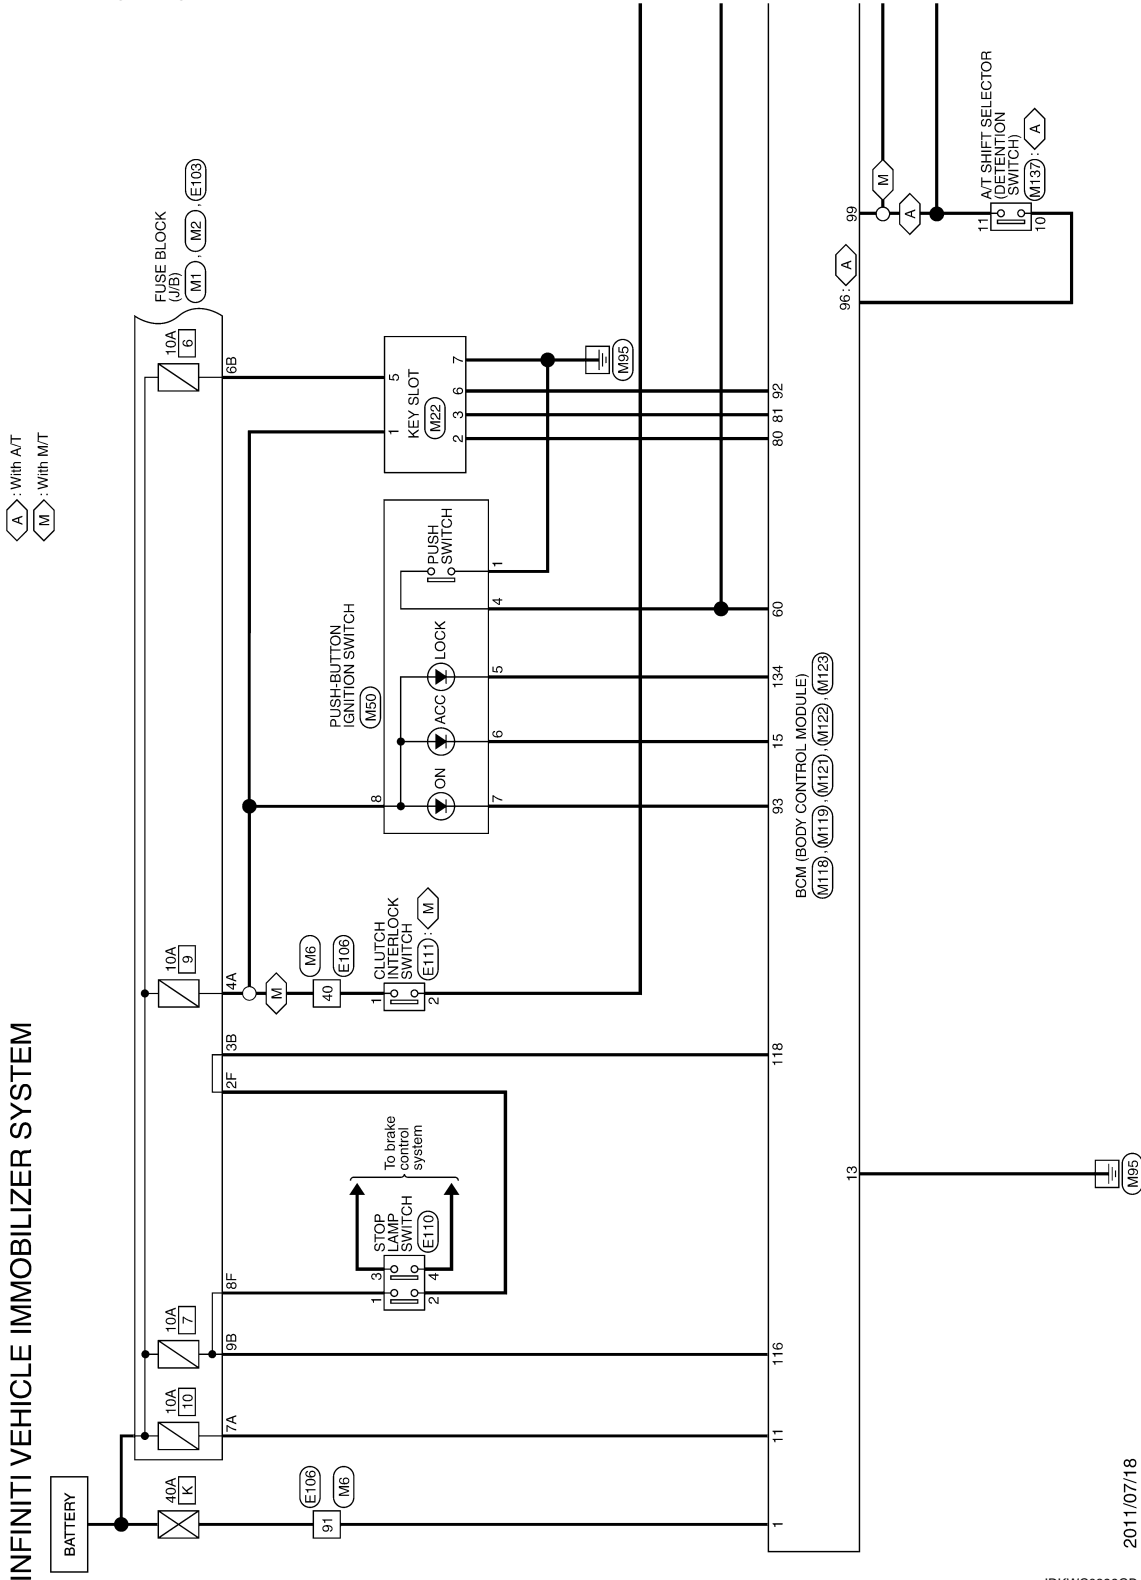 INFINITI VEHICLE IMMOBILIZER SYSTEM
A : With A/T
M : With M/T
BATTERY
40A
K
10A
10
10A
7
10A
9
10A
6
FUSE BLOCK
(J/B)
M1 , M2 , E103
7A
9B
8F
2F
3B
4A
6B
E106
91
M6
STOP
LAMP
SWITCH
E110
1
3
2
4
To brake
control
system
M
M6
40
E106
1
2
CLUTCH
INTERLOCK
SWITCH
E111 : M
PUSH-BUTTON
IGNITION SWITCH
M50
8
ON
ACC
LOCK
PUSH
SWITCH
7
6
5
4
1
1
5
KEY SLOT
M22
2
3
6
7
M95
1
11
116
118
93
15
134
60
80
81
92
BCM (BODY CONTROL MODULE)
M118 , M119 , M121 , M122 , M123
13
96 : A
99
M95
M
A
11
10
A/T SHIFT SELECTOR
(DETENTION
SWITCH)
M137 : A
2011/07/18